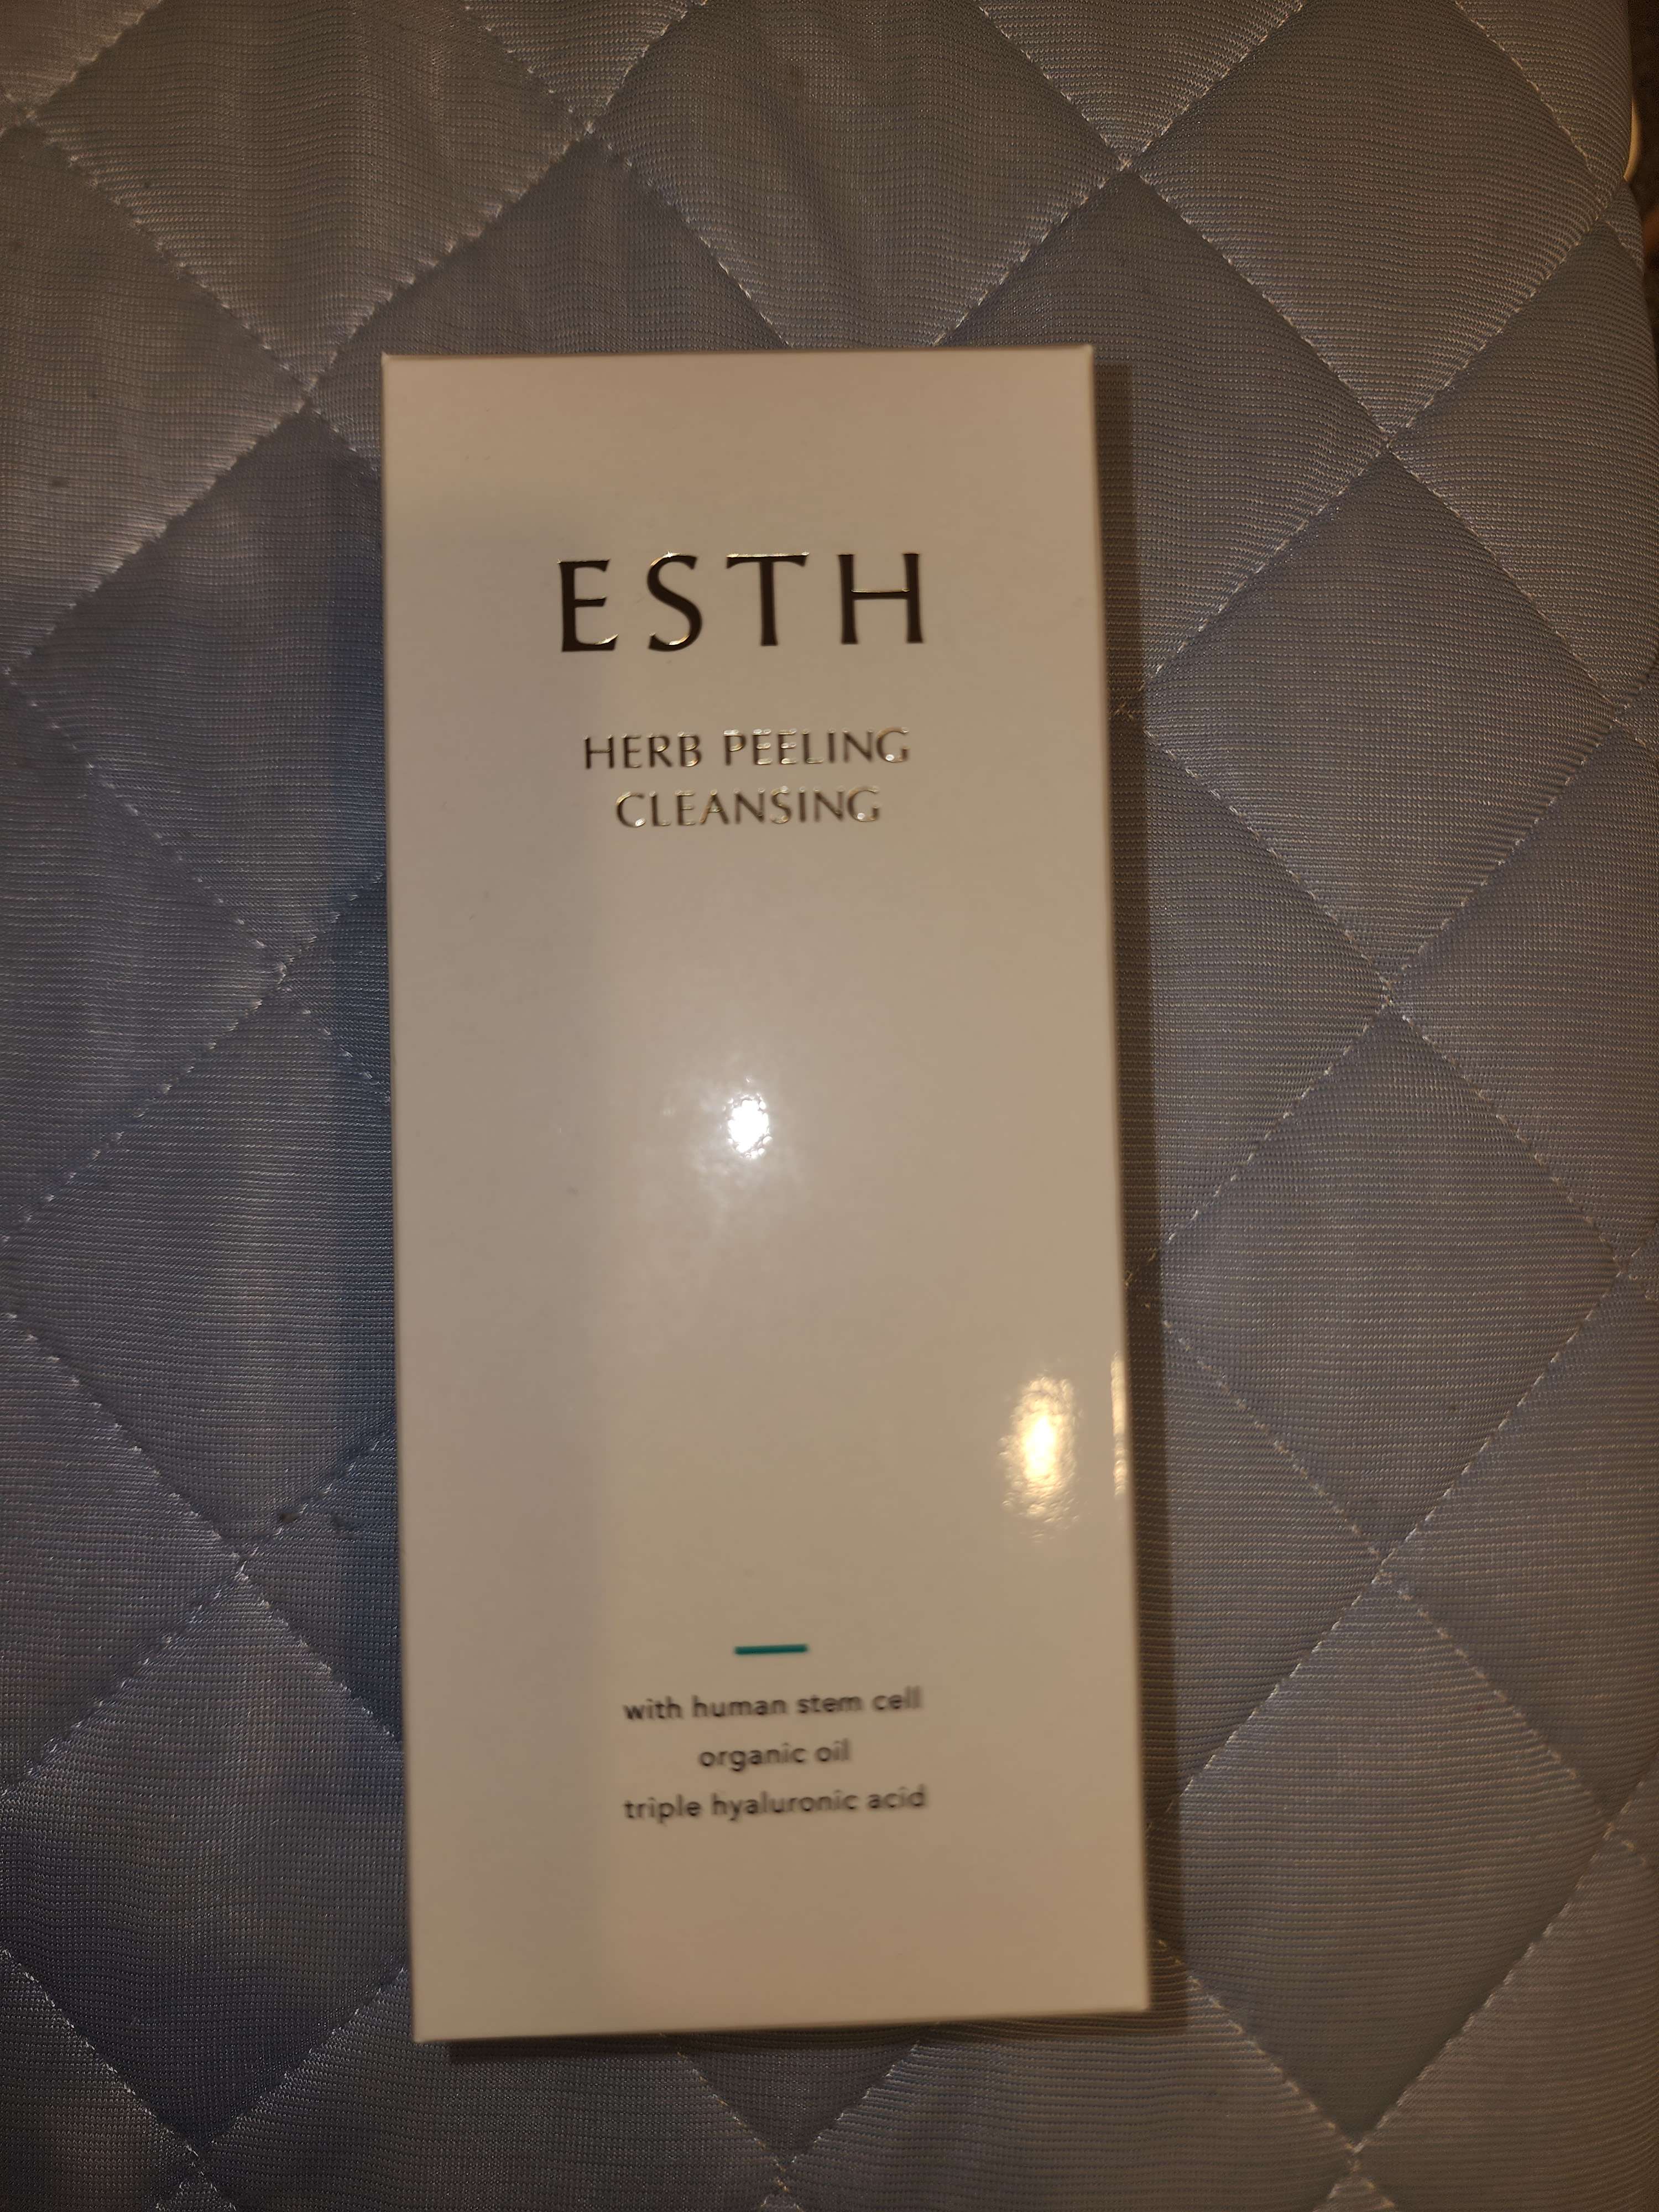 ESTH
HERB PEELING
CLEANSING
with human stem cell
organic oil
triple hyaluronic acid